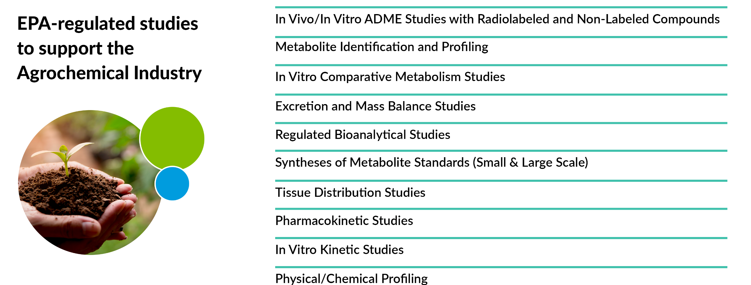 EPA-regulated studies
to support the
Agrochemical Industry
In Vivo/In Vitro ADME Studies with Radiolabeled and Non-Labeled Compounds
Metabolite Identification and Profiling
In Vitro Comparative Metabolism Studies
Excretion and Mass Balance Studies
Regulated Bioanalytical Studies
Syntheses of Metabolite Standards (Small & Large Scale)
Tissue Distribution Studies
Pharmacokinetic Studies
In Vitro Kinetic Studies
Physical/Chemical Profiling